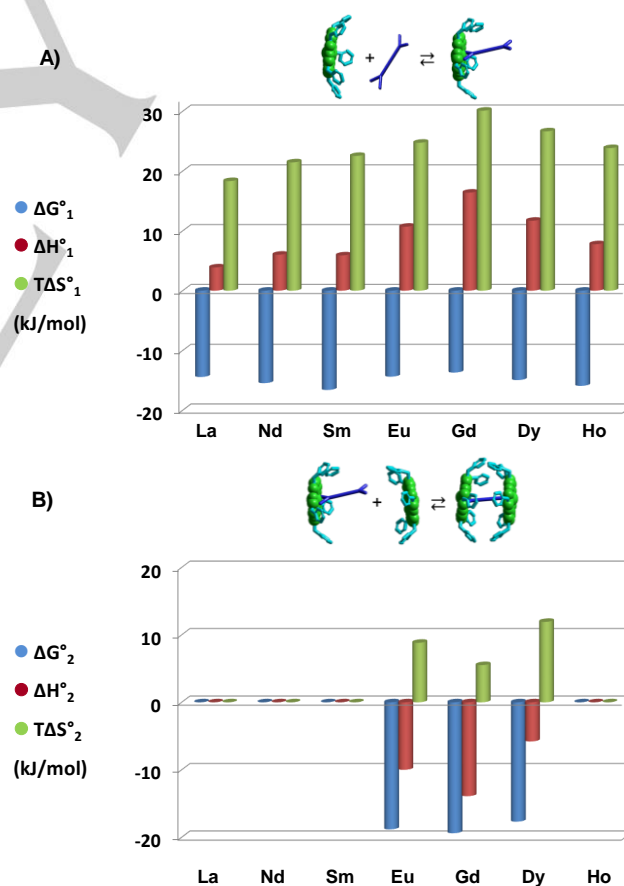 A)
+ ⇄
30
20
10
0
-10
-20
ΔG°₁
ΔH°₁
TΔS°₁
(kJ/mol)
La Nd Sm Eu Gd Dy Ho
B)
+ ⇄
20
10
0
-10
-20
ΔG°₂
ΔH°₂
TΔS°₂
(kJ/mol)
La Nd Sm Eu Gd Dy Ho